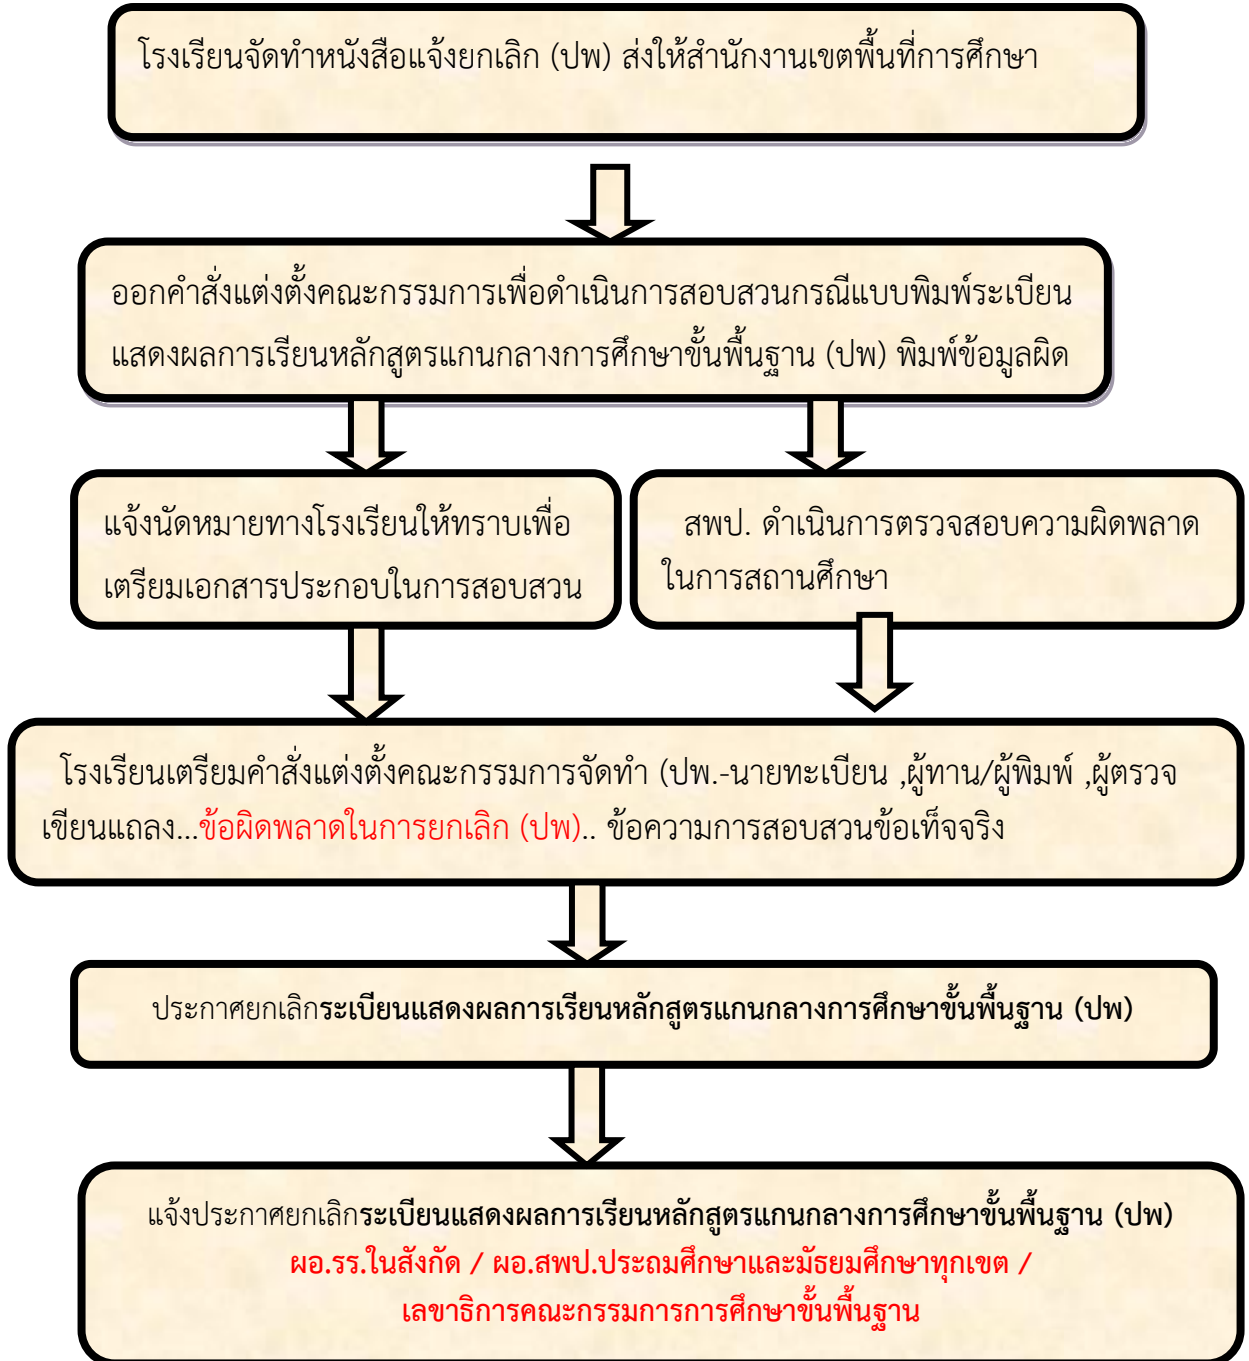 โรงเรียนจัดทำหนังสือแจ้งยกเลิก (ปพ) ส่งให้สำนักงานเขตพื้นที่การศึกษา
ออกคำสั่งแต่งตั้งคณะกรรมการเพื่อดำเนินการสอบสวนกรณีแบบพิมพ์ระเบียน
แสดงผลการเรียนหลักสูตรแกนกลางการศึกษาขั้นพื้นฐาน (ปพ) พิมพ์ข้อมูลผิด
แจ้งนัดหมายทางโรงเรียนให้ทราบเพื่อ
เตรียมเอกสารประกอบในการสอบสวน
สพป. ดำเนินการตรวจสอบความผิดพลาด
ในการสถานศึกษา
โรงเรียนเตรียมคำสั่งแต่งตั้งคณะกรรมการจัดทำ (ปพ.-นายทะเบียน ,ผู้ทาน/ผู้พิมพ์ ,ผู้ตรวจ
เขียนแถลง...ข้อผิดพลาดในการยกเลิก (ปพ).. ข้อความการสอบสวนข้อเท็จจริง
ประกาศยกเลิกระเบียนแสดงผลการเรียนหลักสูตรแกนกลางการศึกษาขั้นพื้นฐาน (ปพ)
แจ้งประกาศยกเลิกระเบียนแสดงผลการเรียนหลักสูตรแกนกลางการศึกษาขั้นพื้นฐาน (ปพ)
ผอ.รร.ในสังกัด / ผอ.สพป.ประถมศึกษาและมัธยมศึกษาทุกเขต /
เลขาธิการคณะกรรมการการศึกษาขั้นพื้นฐาน